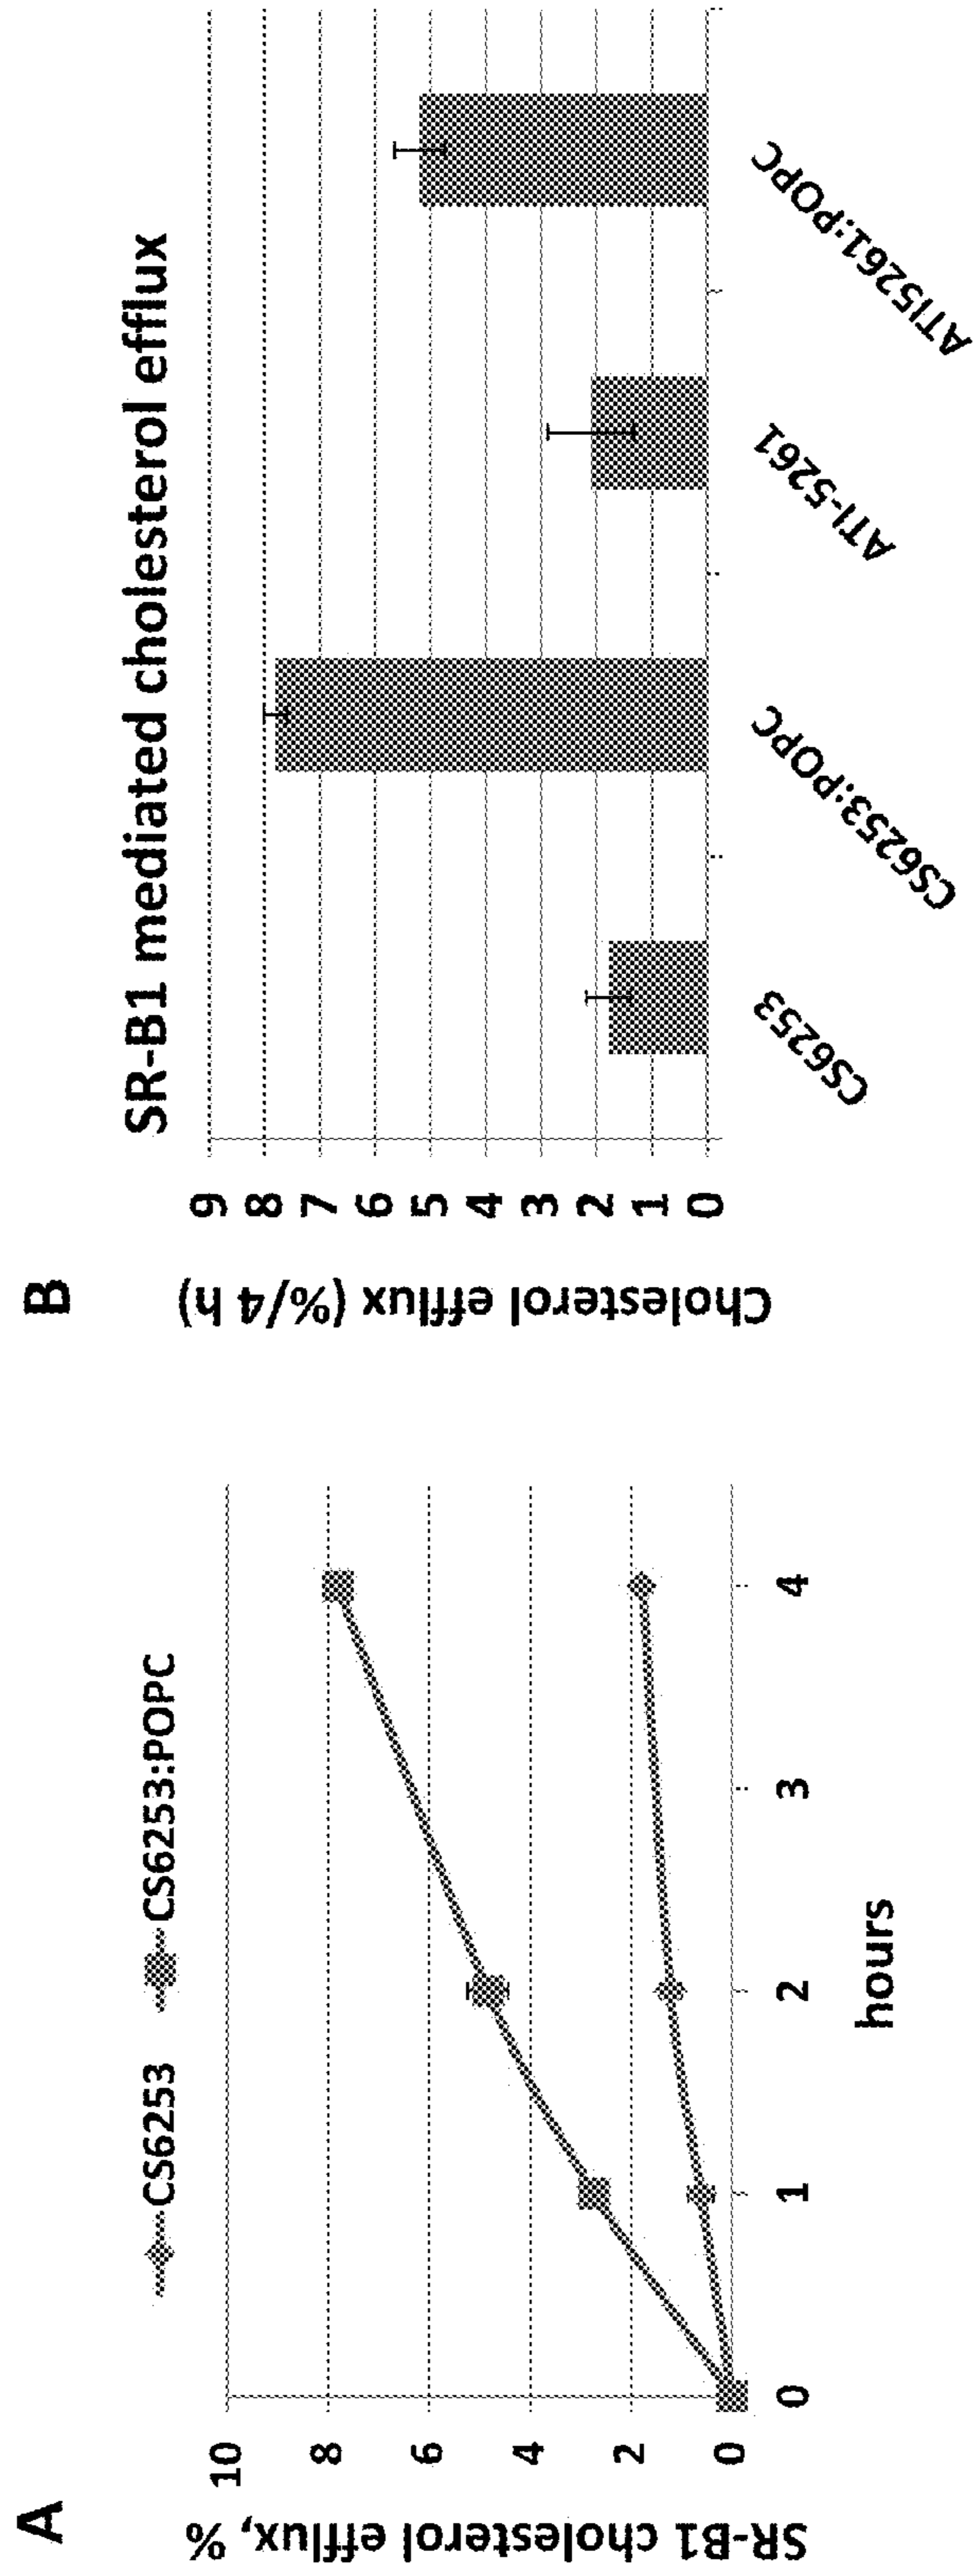 A
CS6253 CS6253:POPC
SR-B1 cholesterol efflux, %
10
8
6
4
2
0
0 1 2 3 4
hours
B
SR-B1 mediated cholesterol efflux
Cholesterol efflux (%/4 h)
9
8
7
6
5
4
3
2
1
0
CS6253
CS6253:POPC
ATI-5261
ATI5261:POPC